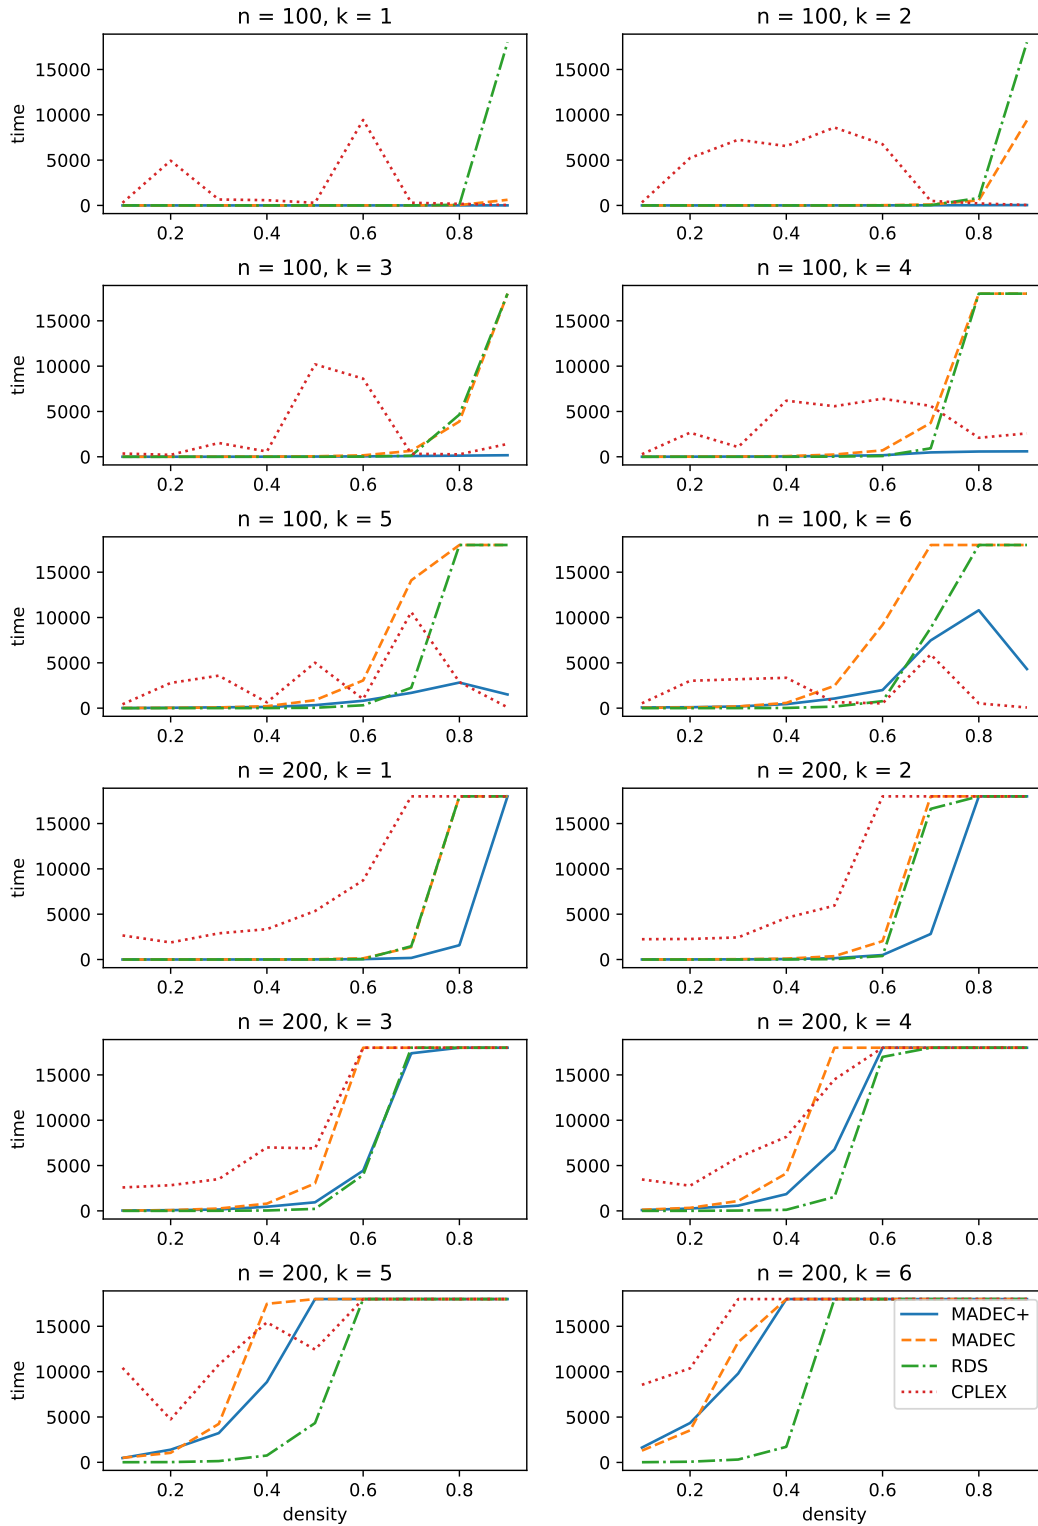 n = 100, k = 1
n = 100, k = 2
time
15000
10000
5000
0
0.2 0.4 0.6 0.8
15000
10000
5000
0
0.2 0.4 0.6 0.8
n = 100, k = 3
n = 100, k = 4
time
15000
10000
5000
0
0.2 0.4 0.6 0.8
15000
10000
5000
0
0.2 0.4 0.6 0.8
n = 100, k = 5
n = 100, k = 6
time
15000
10000
5000
0
0.2 0.4 0.6 0.8
15000
10000
5000
0
0.2 0.4 0.6 0.8
n = 200, k = 1
n = 200, k = 2
time
15000
10000
5000
0
0.2 0.4 0.6 0.8
15000
10000
5000
0
0.2 0.4 0.6 0.8
n = 200, k = 3
n = 200, k = 4
time
15000
10000
5000
0
0.2 0.4 0.6 0.8
15000
10000
5000
0
0.2 0.4 0.6 0.8
n = 200, k = 5
n = 200, k = 6
time
15000
10000
5000
0
0.2 0.4 0.6 0.8
density
15000
10000
5000
0
0.2 0.4 0.6 0.8
density
MADEC+
MADEC
RDS
CPLEX